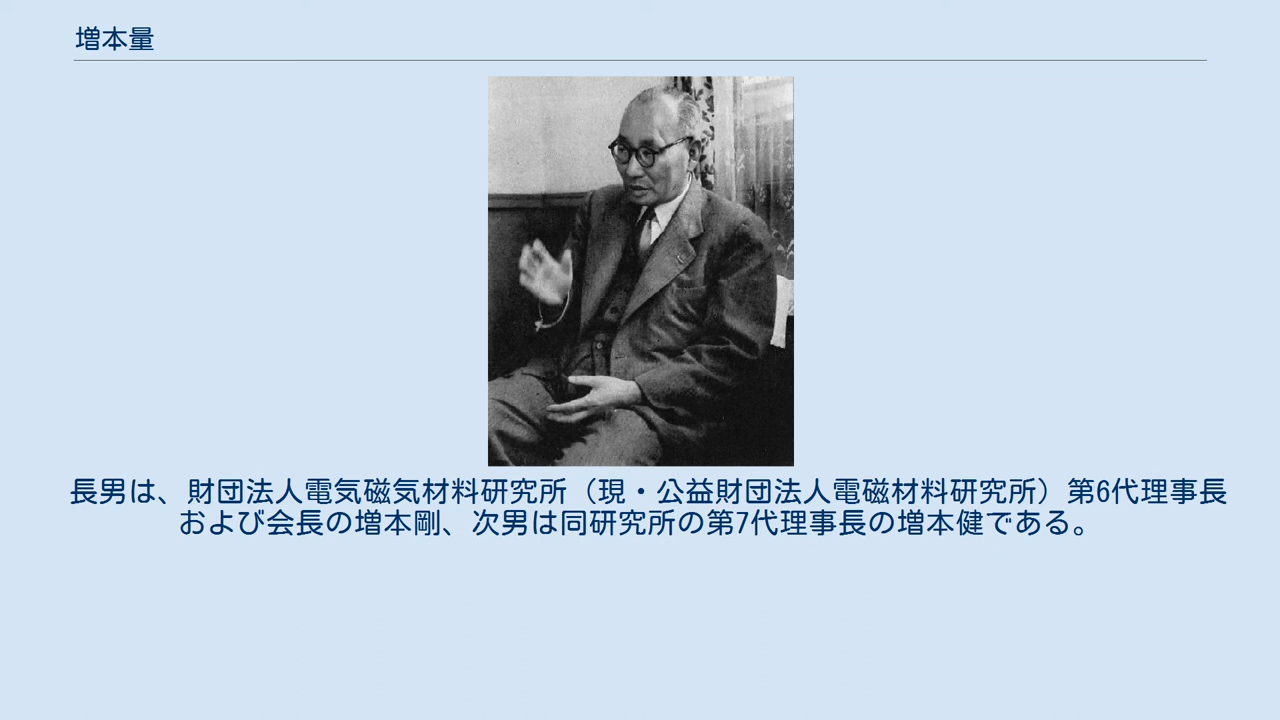 増本量
長男は、財団法人電気磁気材料研究所（現・公益財団法人電磁材料研究所）第6代理事長
および会長の増本剛、次男は同研究所の第7代理事長の増本健である。